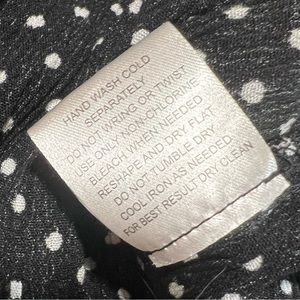 HAND WASH COLD
SEPARATELY
DO NOT WRING OR TWIST
USE ONLY NON-CHLORINE
BLEACH WHEN NEEDED
RESHAPE AND DRY FLAT
DO NOT TUMBLE DRY
COOL IRON AS NEEDED.
FOR BEST RESULT DRY CLEAN